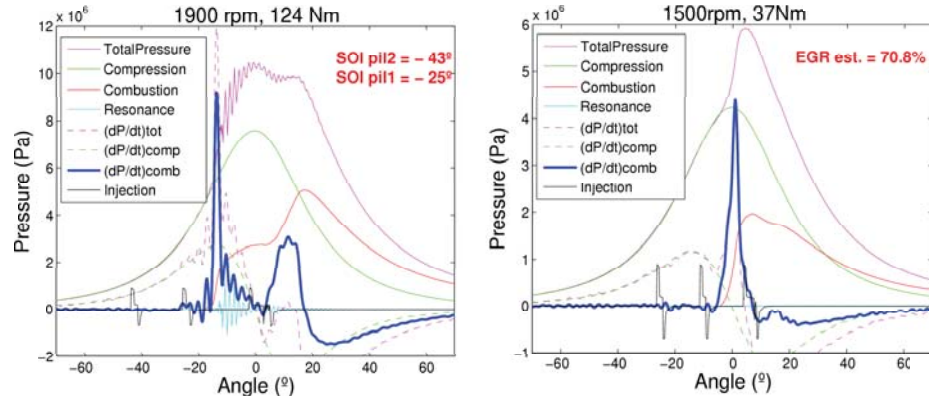 1900 rpm, 124 Nm
x 10⁶
12
10
8
6
4
2
0
−2
Pressure (Pa)
TotalPressure
Compression
Combustion
Resonance
(dP/dt)tot
(dP/dt)comp
(dP/dt)comb
Injection
SOI pil2 = − 43º
SOI pil1 = − 25º
−60 −40 −20 0 20 40 60
Angle (º)
1500rpm, 37Nm
x 10⁶
6
5
4
3
2
1
0
−1
Pressure (Pa)
TotalPressure
Compression
Combustion
Resonance
(dP/dt)tot
(dP/dt)comp
(dP/dt)comb
Injection
EGR est. = 70.8%
−60 −40 −20 0 20 40 60
Angle (º)